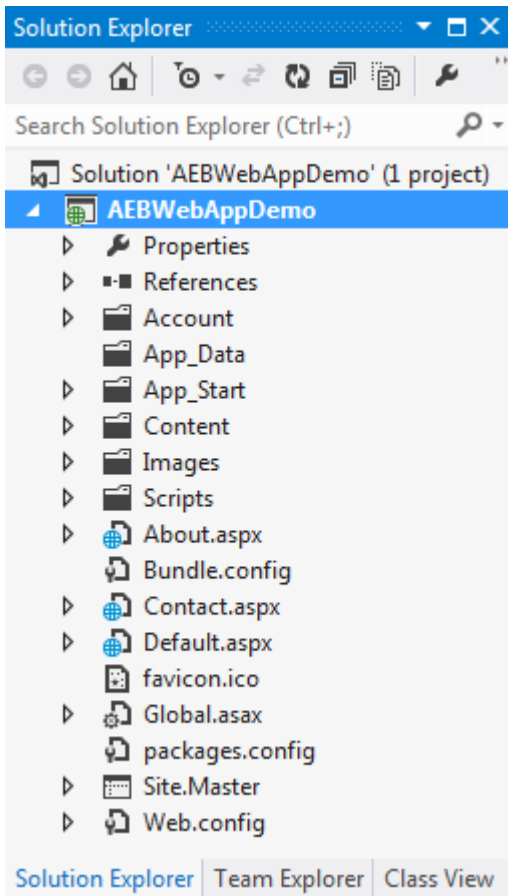 Solution Explorer
Search Solution Explorer (Ctrl+;)
Solution 'AEBWebAppDemo' (1 project)
AEBWebAppDemo
Properties
References
Account
App_Data
App_Start
Content
Images
Scripts
About.aspx
Bundle.config
Contact.aspx
Default.aspx
favicon.ico
Global.asax
packages.config
Site.Master
Web.config
Solution Explorer Team Explorer Class View